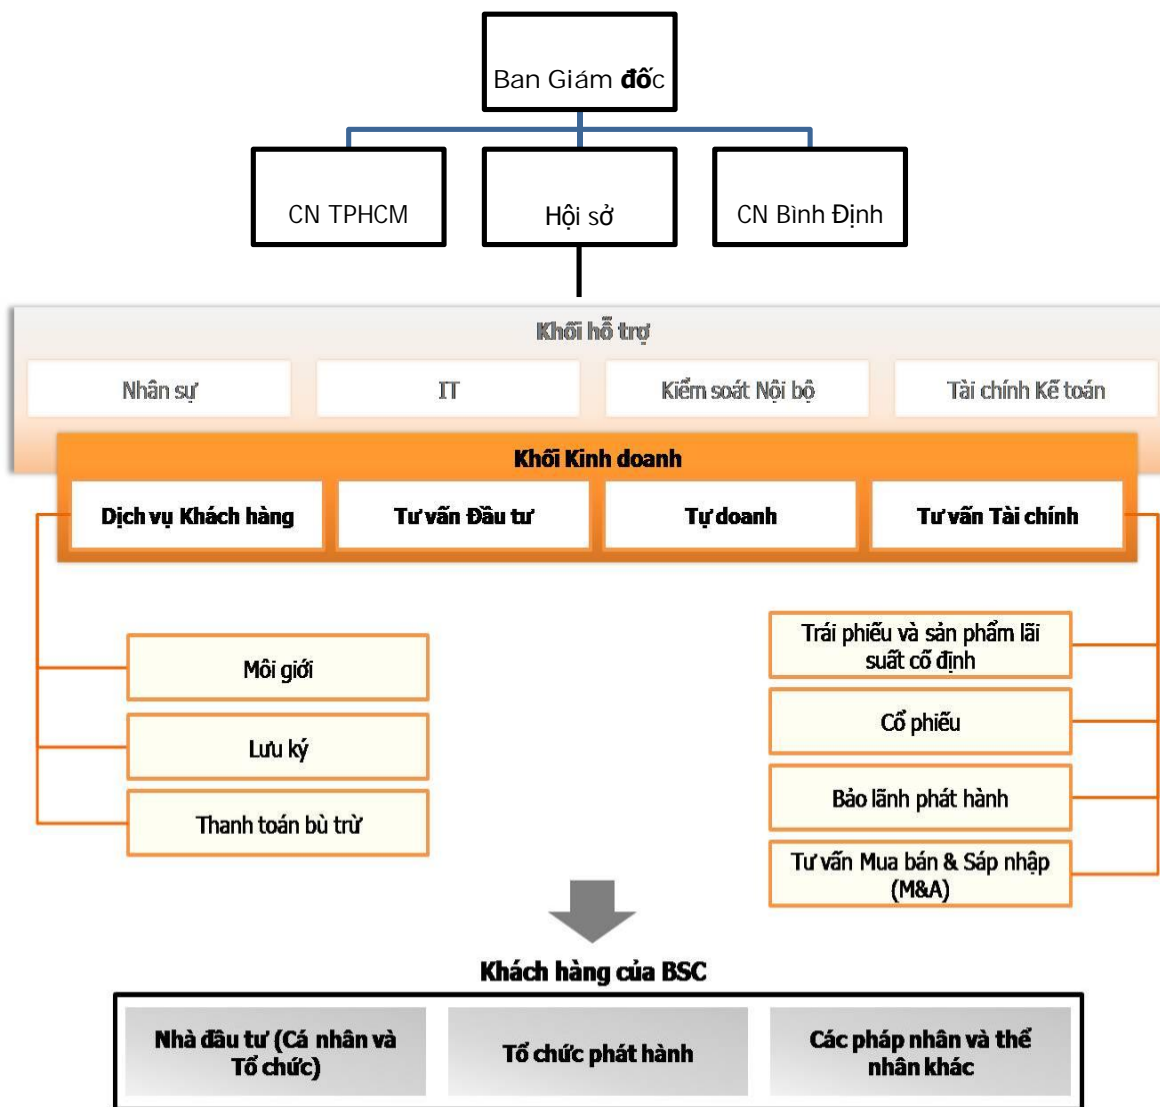 Ban Giám đốc
CN TPHCM
Hội sở
CN Bình Định
Khối hỗ trợ
Nhân sự
IT
Kiểm soát Nội bộ
Tài chính Kế toán
Khối Kinh doanh
Dịch vụ Khách hàng
Tư vấn Đầu tư
Tự doanh
Tư vấn Tài chính
Môi giới
Lưu ký
Thanh toán bù trừ
Trái phiếu và sản phẩm lãi
suất cố định
Cổ phiếu
Bảo lãnh phát hành
Tư vấn Mua bán & Sáp nhập
(M&A)
Khách hàng của BSC
Nhà đầu tư (Cá nhân và
Tổ chức)
Tổ chức phát hành
Các pháp nhân và thể
nhân khác